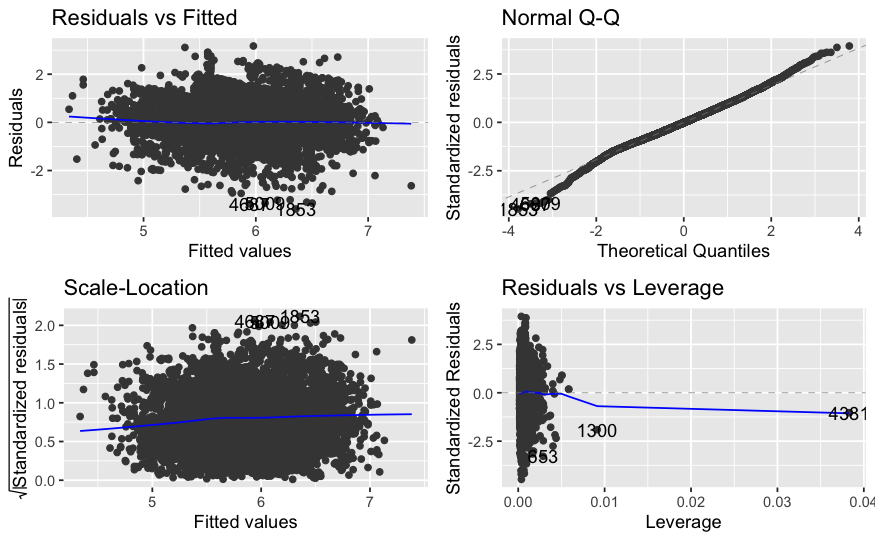 Residuals vs Fitted
Residuals
2
0
-2
1853
5
6
7
Fitted values
Normal Q-Q
Standardized residuals
2.5
0.0
-2.5
-4
-2
0
2
4
Theoretical Quantiles
Scale-Location
√|Standardized residuals|
2.0
1.5
1.0
0.5
0.0
1853
5
6
7
Fitted values
Residuals vs Leverage
Standardized Residuals
2.5
0.0
-2.5
4381
1300
0.00
0.01
0.02
0.03
0.04
Leverage